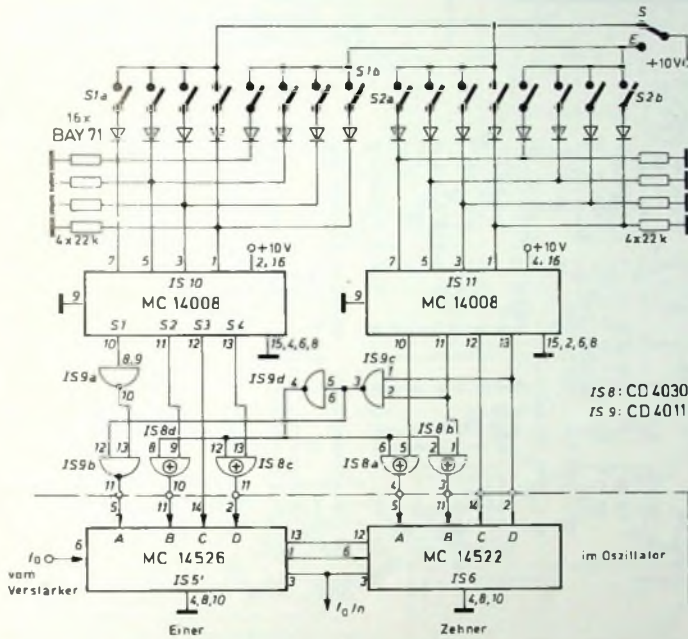 S
E
+10V
S1a
S1b
S2a
S2b
16x
BAY 71
4x22k
4x22k
7 5 3 1
+10V
2, 16
7 5 3 1
+10V
4, 16
IS 10
MC 14008
9
S1 S2 S3 S4
10 11 12 13
15, 4, 6, 8
IS 11
MC 14008
9
10 11 12 13
15, 2, 6, 8
8, 9
IS9a
10
IS9d
4
5
6
3
IS9c
1
2
IS 8: CD 4030
IS 9: CD 4011
12 13
IS9b
11
IS8d
8 9
10
12 13
IS8c
11
6 5
IS8a
4
2 1
IS8b
3
5 11 14 2
A B C D
MC 14526
IS 5'
6
f0
vom
Verstärker
4, 8, 10
Einer
13 12
1 6
3 3
f0/n
5 11 14 2
A B C D
MC 14522
IS 6
4, 8, 10
Zehner
im Oszillator